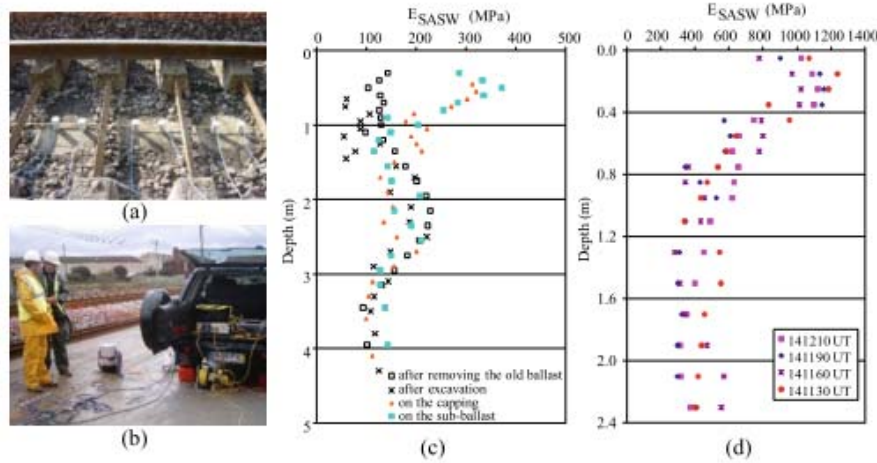 (a)
(b)
E_SASW (MPa)
0 100 200 300 400 500
0
1
2
3
4
5
Depth (m)
after removing the old ballast
after excavation
on the capping
on the sub-ballast
(c)
E_SASW (MPa)
200 400 600 800 1000 1200 1400
0.0
0.4
0.8
1.2
1.6
2.0
2.4
Depth (m)
141210 UT
141190 UT
141160 UT
141130 UT
(d)